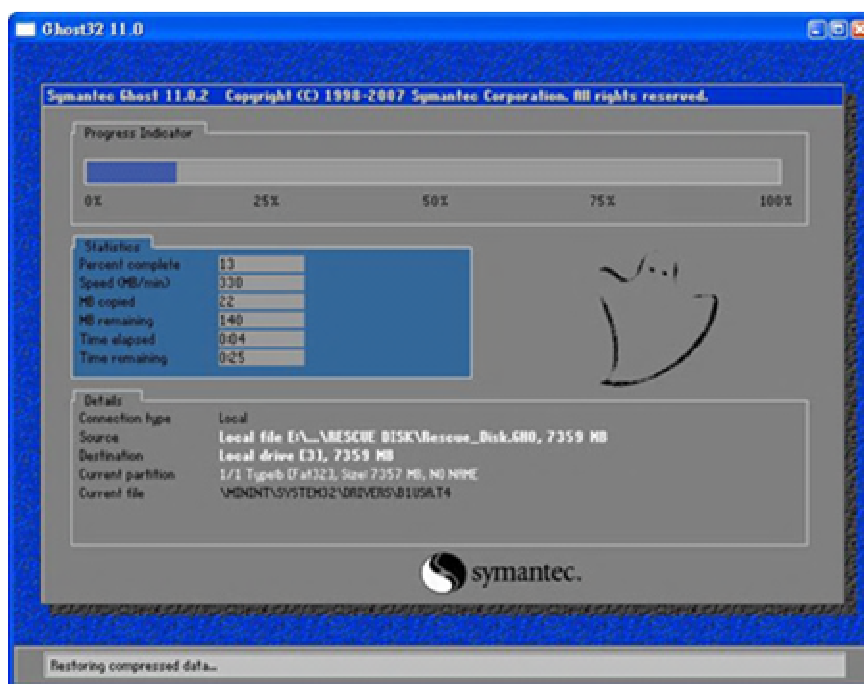 Ghost32 11.0
Symantec Ghost 11.0.2 Copyright (C) 1998-2007 Symantec Corporation. All rights reserved.
Progress Indicator
0% 25% 50% 75% 100%
Statistics
Percent complete 13
Speed (MB/min) 330
MB copied 22
MB remaining 140
Time elapsed 0:04
Time remaining 0:25
Details
Connection type Local
Source Local file E:\...\RESCUE DISK\Rescue_Disk.GHO, 7359 MB
Destination Local drive [3], 7359 MB
Current partition 1/1 Type:b [Fat32], Size: 7357 MB, NO NAME
Current file
symantec.
Restoring compressed data...